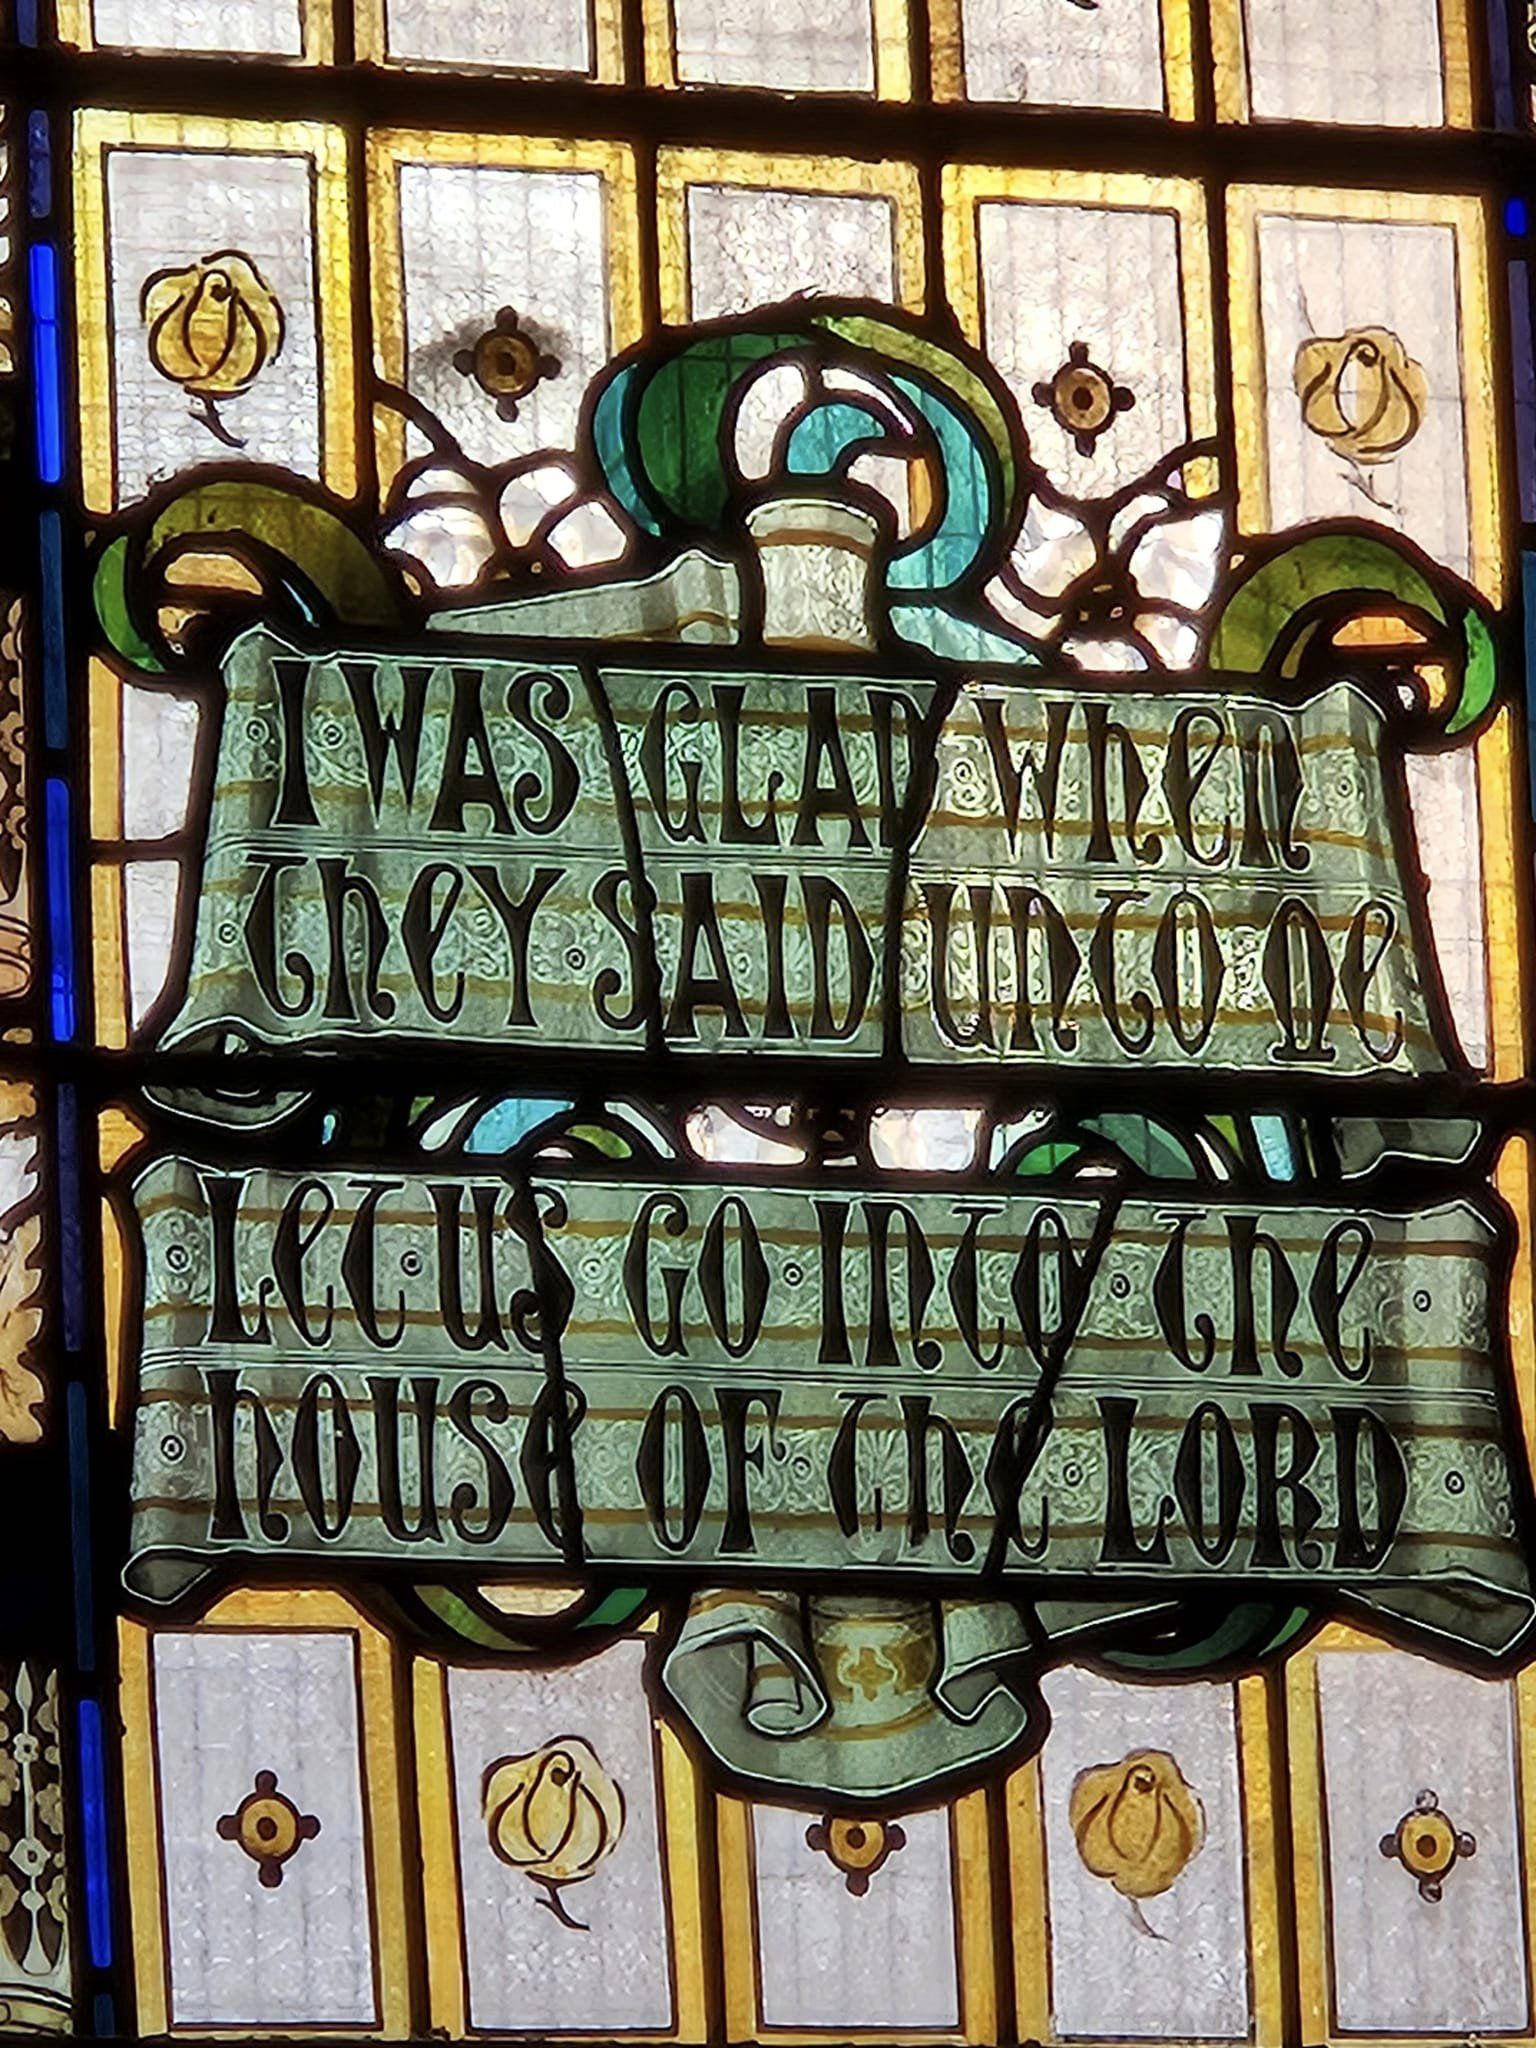 I WAS GLAD when
they SAID unto me
Let us GO Into the
house OF the LORD